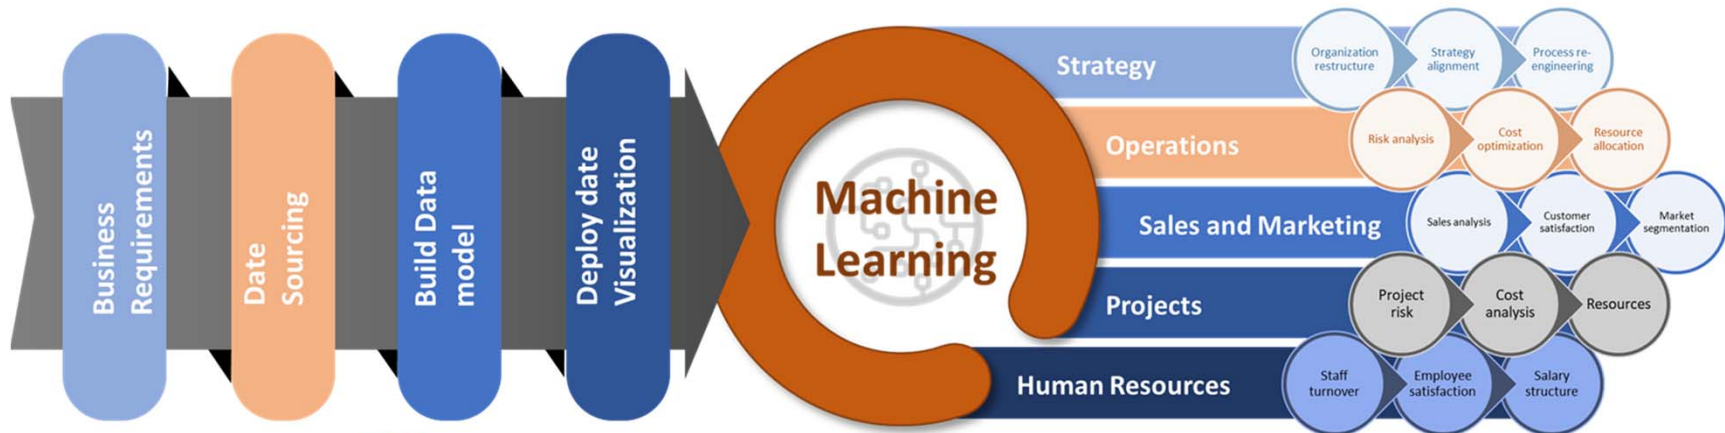 Business
Requirements
Date
Sourcing
Build Data
model
Deploy date
Visualization
Machine
Learning
Strategy
Organization
restructure
Strategy
alignment
Process re-
engineering
Operations
Risk analysis
Cost
optimization
Resource
allocation
Sales and Marketing
Sales analysis
Customer
satisfaction
Market
segmentation
Projects
Project
risk
Cost
analysis
Resources
Human Resources
Staff
turnover
Employee
satisfaction
Salary
structure